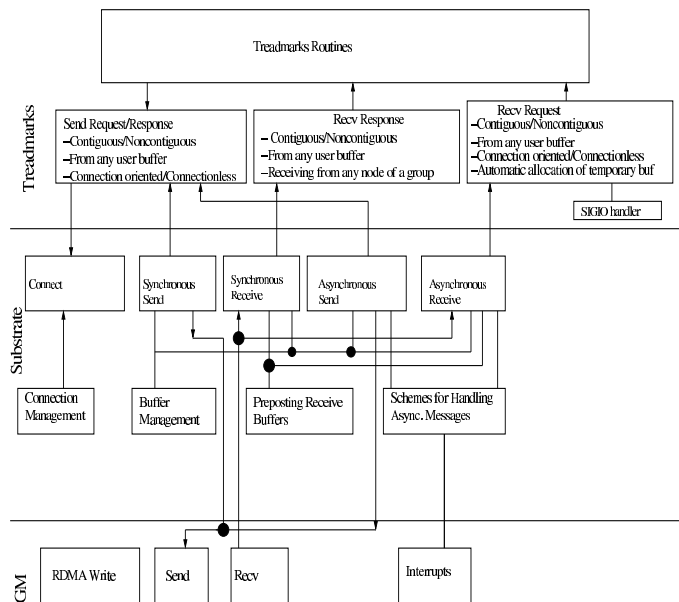 Treadmarks Routines
Treadmarks
Send Request/Response
–Contiguous/Noncontiguous
–From any user buffer
–Connection oriented/Connectionless
Recv Response
– Contiguous/Noncontiguous
– From any user buffer
–Receiving from any node of a group
Recv Request
–Contiguous/Noncontiguous
–From any user buffer
–Connection oriented/Connectionless
–Automatic allocation of temporary buf
SIGIO handler
Substrate
Connect
Synchronous
Send
Synchronous
Receive
Asynchronous
Send
Asynchronous
Receive
Connection
Management
Buffer
Management
Preposting Receive
Buffers
Schemes for Handling
Async. Messages
GM
RDMA Write
Send
Recv
Interrupts